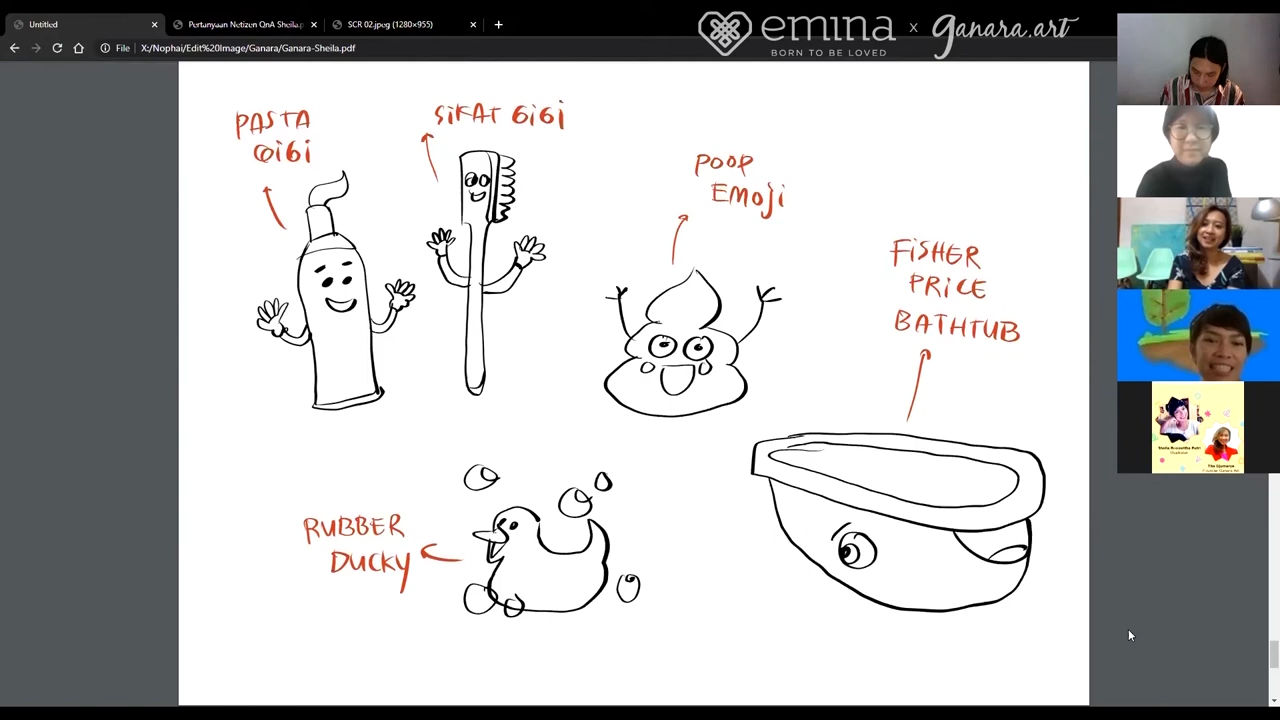 Untitled
Pertanyaan Netizen QnA Sheila.p
SCR 02.jpeg (1280×955)
File
X:/Nophai/Edit%20Image/Ganara/Ganara-Sheila.pdf
emina x ganara.art
BORN TO BE LOVED
PASTA
GiGi
SiKAT GiGi
POOP
EMOji
FiSHER
PRiCE
BATHTUB
RUBBER
DUCKy